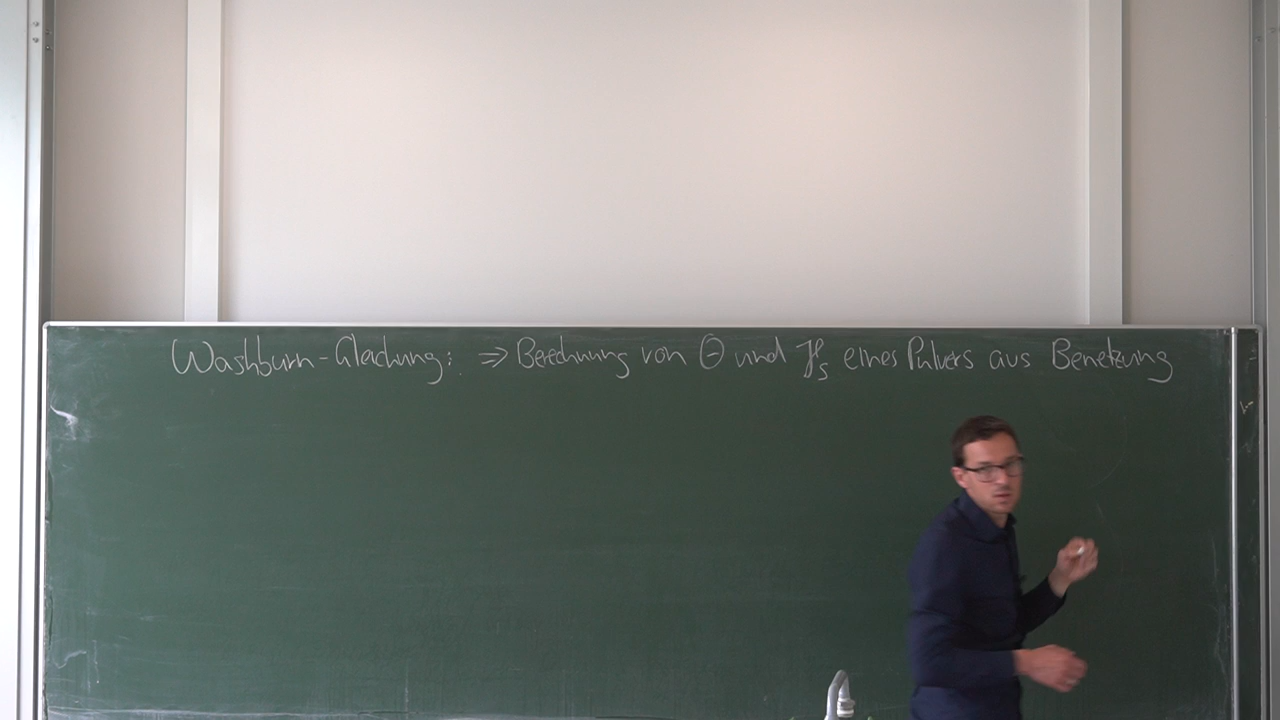 Washburn-Gleichung: ⇒ Berechnung von Θ und γs eines Pulvers aus Benetzung